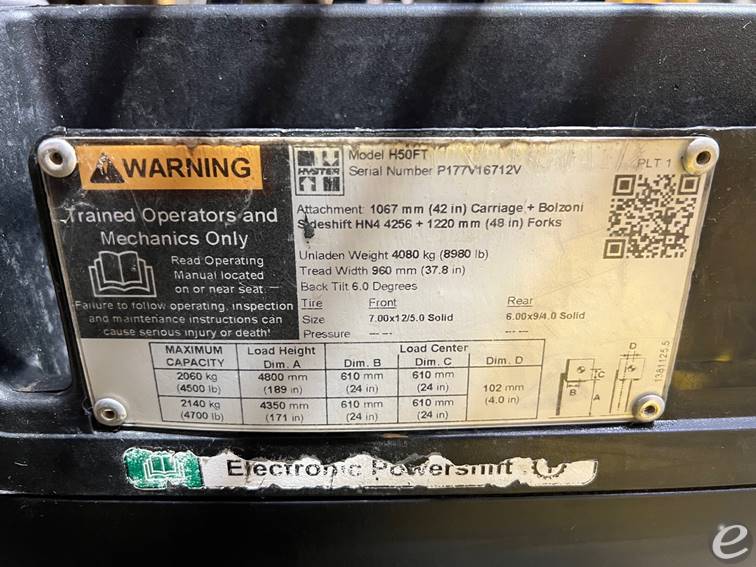 WARNING
Trained Operators and
Mechanics Only
Read Operating
Manual located
on or near Seat.
Failure to follow operating, inspection
and maintenance instructions can
cause serious injury or death!
HYSTER
Model H50FT
Serial Number P177V16712V
PLT 1
Attachment 1067 mm (42 in) Carriage + Bolzoni
Sideshift HN4 4256 + 1220 mm (48 in) Forks
Unladen Weight 4080 kg (8980 lb)
Tread Width 960 mm (37.8 in)
Back Tilt 6.0 Degrees
Tire Front Rear
Size 7.00x12/5.0 Solid 6.00x9/4.0 Solid
Pressure -- -- -- --
MAXIMUM CAPACITY Load Height Dim. A Load Center Dim. B Dim. C Dim. D
2060 kg (4500 lb) 4800 mm (189 in) 610 mm (24 in) 610 mm (24 in) 102 mm (4.0 in)
2140 kg (4700 lb) 4350 mm (171 in) 610 mm (24 in) 610 mm (24 in)
D
C
B
A
1381125.5
Electronic Powershift
e